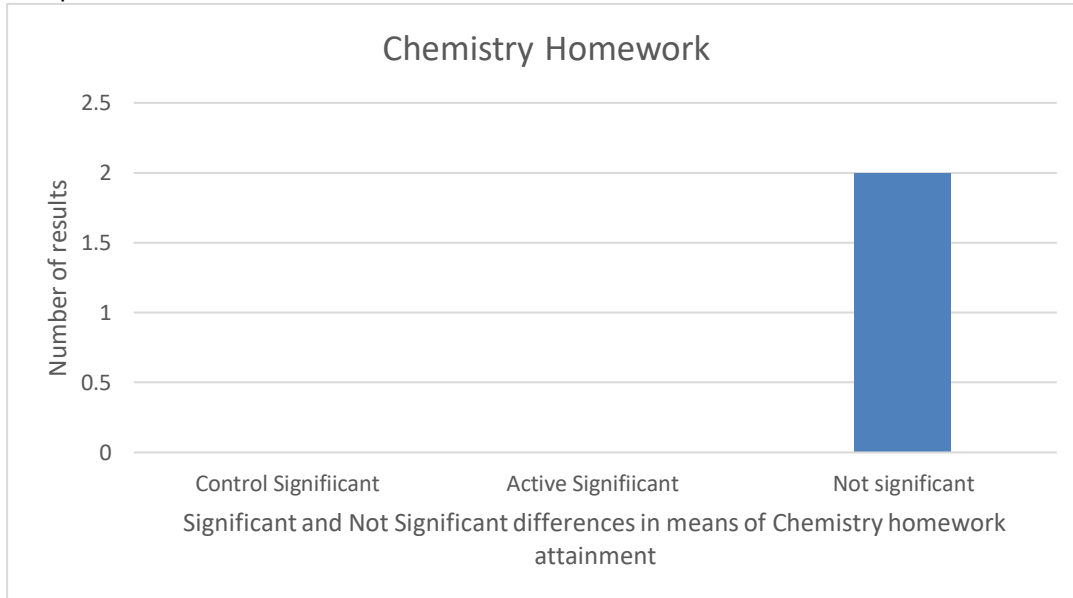 Chemistry Homework
2.5
2
1.5
1
0.5
0
Number of results
Control Signifiicant
Active Signifiicant
Not significant
Significant and Not Significant differences in means of Chemistry homework
attainment